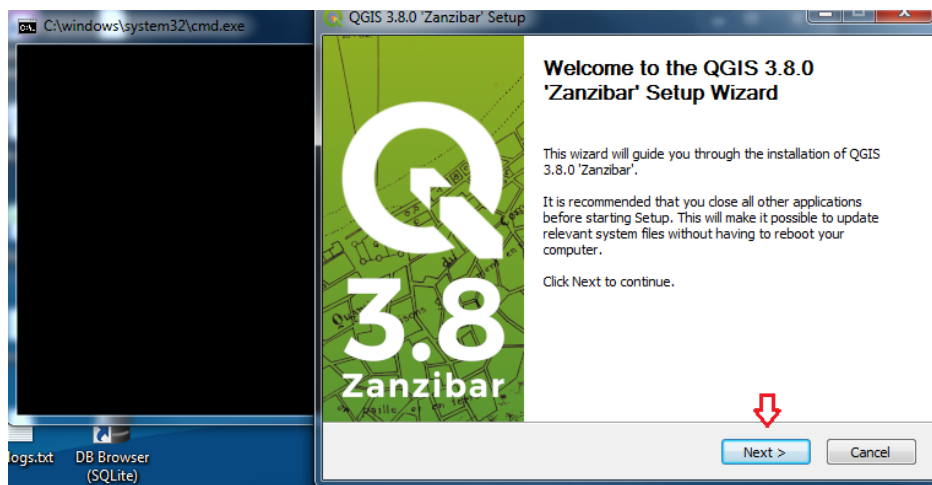 C:\windows\system32\cmd.exe
QGIS 3.8.0 'Zanzibar' Setup
Welcome to the QGIS 3.8.0
'Zanzibar' Setup Wizard
This wizard will guide you through the installation of QGIS
3.8.0 'Zanzibar'.
It is recommended that you close all other applications
before starting Setup. This will make it possible to update
relevant system files without having to reboot your
computer.
Click Next to continue.
3.8
Zanzibar
Next >
Cancel
logs.txt
DB Browser
(SQLite)